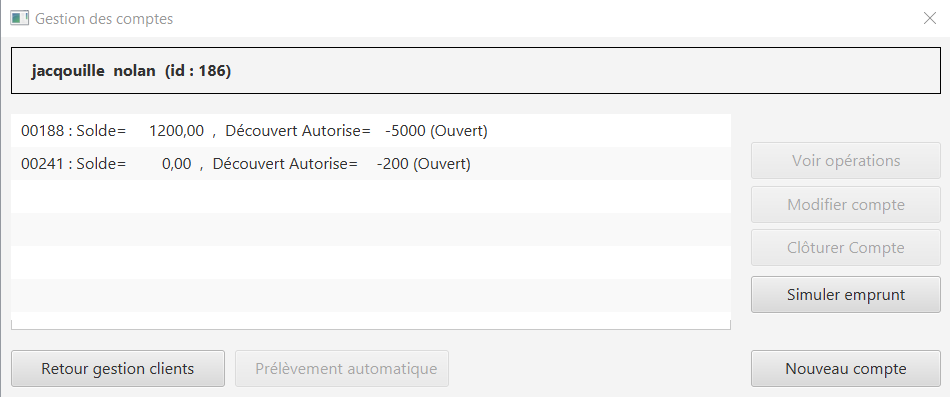 Gestion des comptes
jacqouille nolan (id : 186)
00188 : Solde= 1200,00 , Découvert Autorise= -5000 (Ouvert)
00241 : Solde= 0,00 , Découvert Autorise= -200 (Ouvert)
Voir opérations
Modifier compte
Clôturer Compte
Simuler emprunt
Retour gestion clients
Prélèvement automatique
Nouveau compte